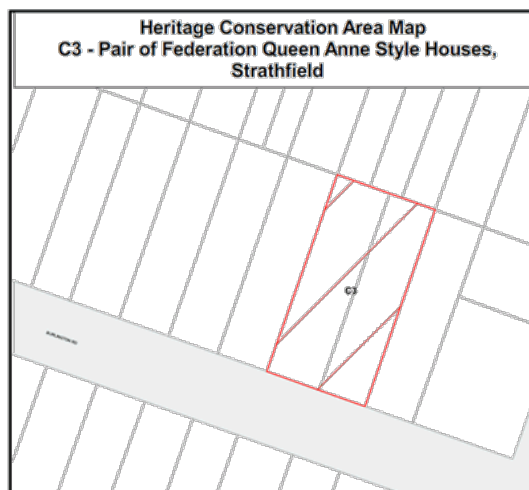 Heritage Conservation Area Map
C3 - Pair of Federation Queen Anne Style Houses,
Strathfield
C3